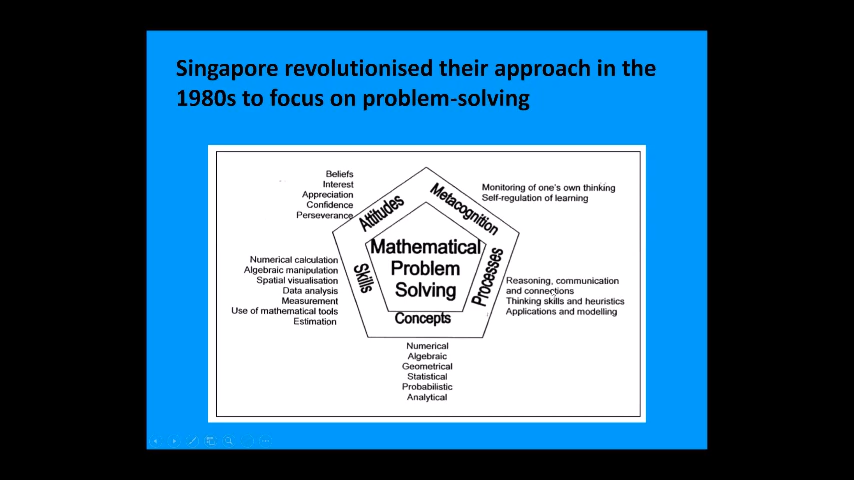 Singapore revolutionised their approach in the
1980s to focus on problem-solving
Beliefs
Interest
Appreciation
Confidence
Perseverance
Attitudes
Metacognition
Monitoring of one's own thinking
Self-regulation of learning
Numerical calculation
Algebraic manipulation
Spatial visualisation
Data analysis
Measurement
Use of mathematical tools
Estimation
Skills
Mathematical
Problem
Solving
Processes
Reasoning, communication
and connections
Thinking skills and heuristics
Applications and modelling
Concepts
Numerical
Algebraic
Geometrical
Statistical
Probabilistic
Analytical